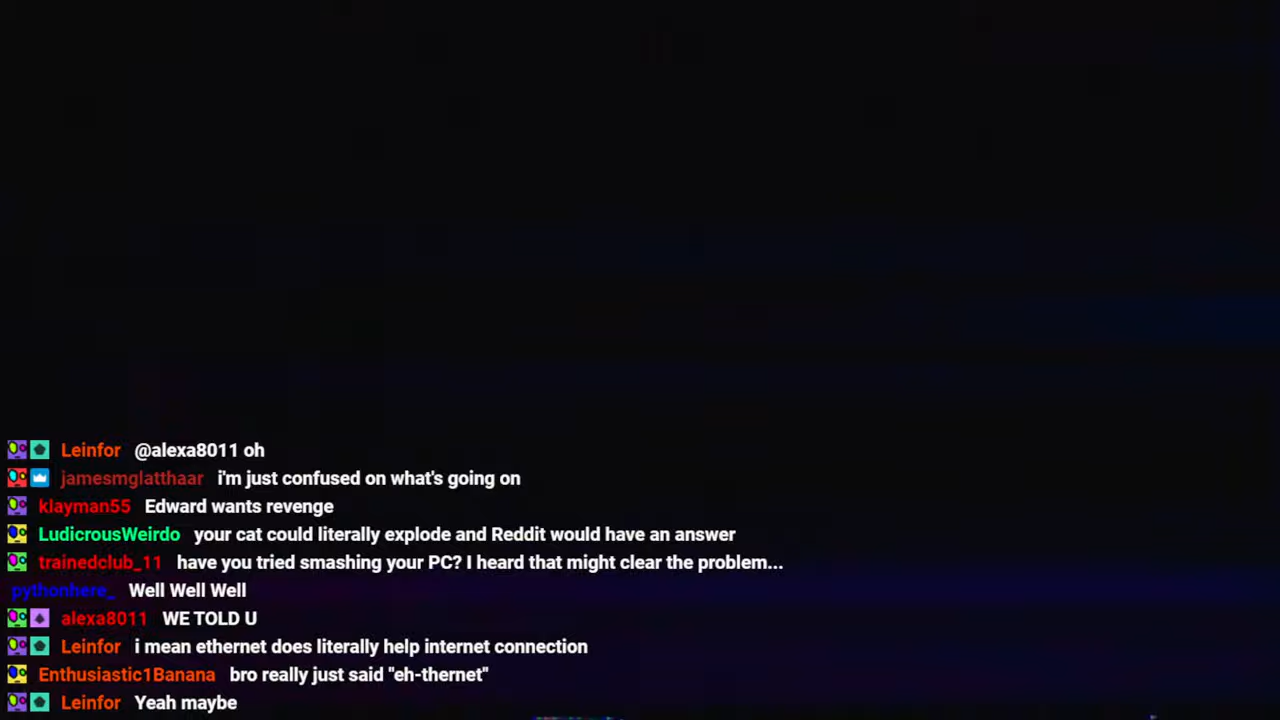 Leinfor @alexa8011 oh
jamesmglatthaar i'm just confused on what's going on
klayman55 Edward wants revenge
LudicrousWeirdo your cat could literally explode and Reddit would have an answer
trainedclub_11 have you tried smashing your PC? I heard that might clear the problem...
pythonhere_ Well Well Well
alexa8011 WE TOLD U
Leinfor i mean ethernet does literally help internet connection
Enthusiastic1Banana bro really just said "eh-thernet"
Leinfor Yeah maybe